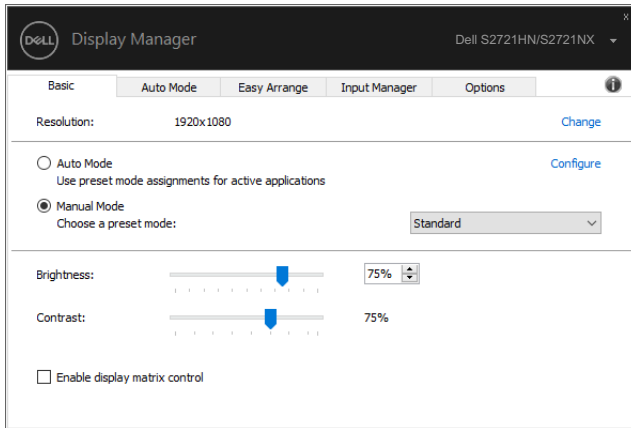 DELL Display Manager Dell S2721HN/S2721NX
Basic Auto Mode Easy Arrange Input Manager Options
Resolution: 1920x1080 Change
Auto Mode Configure
Use preset mode assignments for active applications
Manual Mode
Choose a preset mode: Standard
Brightness: 75%
Contrast: 75%
Enable display matrix control